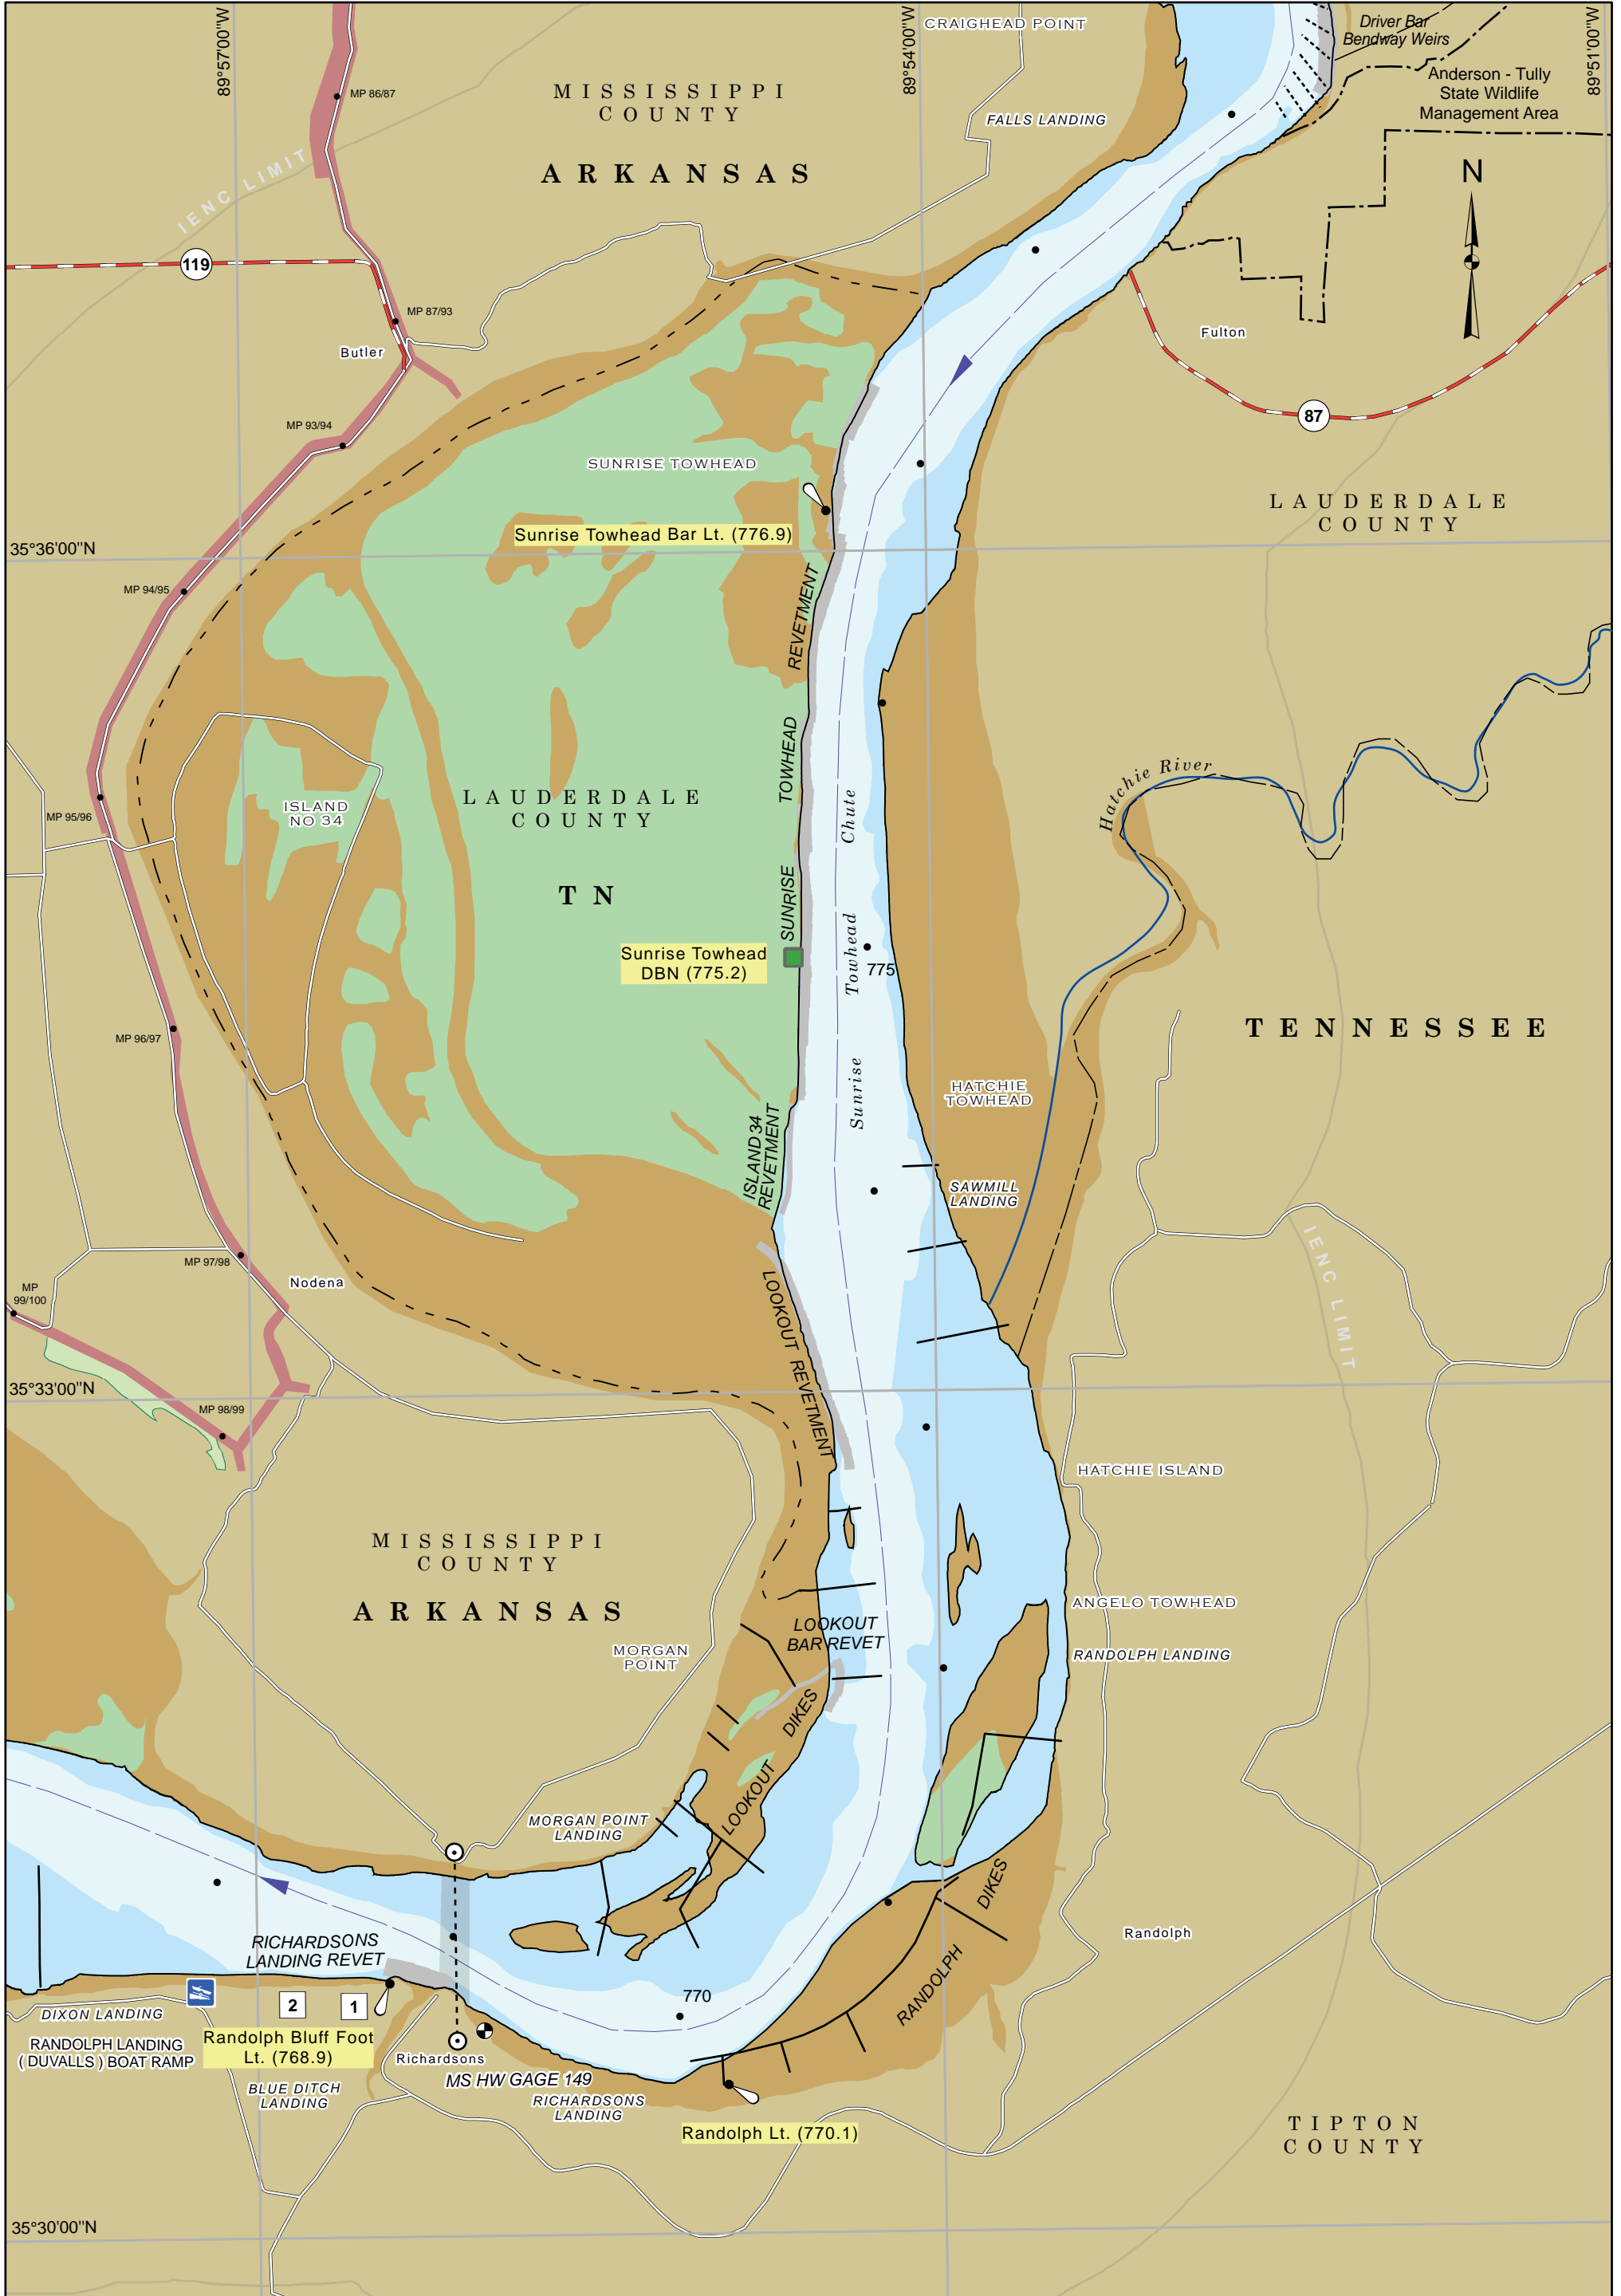 89°57'00"W
89°54'00"W
89°51'00"W
CRAIGHEAD POINT
Driver Bar
Bendway Weirs
Anderson - Tully
State Wildlife
Management Area
MP 86/87
MISSISSIPPI
COUNTY
ARKANSAS
FALLS LANDING
N
IENC LIMIT
119
MP 87/93
Butler
Fulton
87
MP 93/94
SUNRISE TOWHEAD
LAUDERDALE
COUNTY
Sunrise Towhead Bar Lt. (776.9)
35°36'00"N
MP 94/95
SUNRISE TOWHEAD REVETMENT
Hatchie River
ISLAND
NO 34
LAUDERDALE
COUNTY
TN
MP 95/96
Sunrise Towhead Chute
Sunrise Towhead
DBN (775.2)
775
MP 96/97
TENNESSEE
HATCHIE
TOWHEAD
ISLAND 34
REVETMENT
SAWMILL
LANDING
MP 97/98
Nodena
MP
99/100
LOOKOUT REVETMENT
IENC LIMIT
35°33'00"N
MP 98/99
HATCHIE ISLAND
MISSISSIPPI
COUNTY
ARKANSAS
ANGELO TOWHEAD
LOOKOUT
BAR REVET
MORGAN
POINT
RANDOLPH LANDING
LOOKOUT DIKES
MORGAN POINT
LANDING
RANDOLPH DIKES
Randolph
RICHARDSONS
LANDING REVET
770
2
1
DIXON LANDING
RANDOLPH LANDING
( DUVALLS ) BOAT RAMP
Randolph Bluff Foot
Lt. (768.9)
Richardsons
MS HW GAGE 149
BLUE DITCH
LANDING
RICHARDSONS
LANDING
Randolph Lt. (770.1)
TIPTON
COUNTY
35°30'00"N